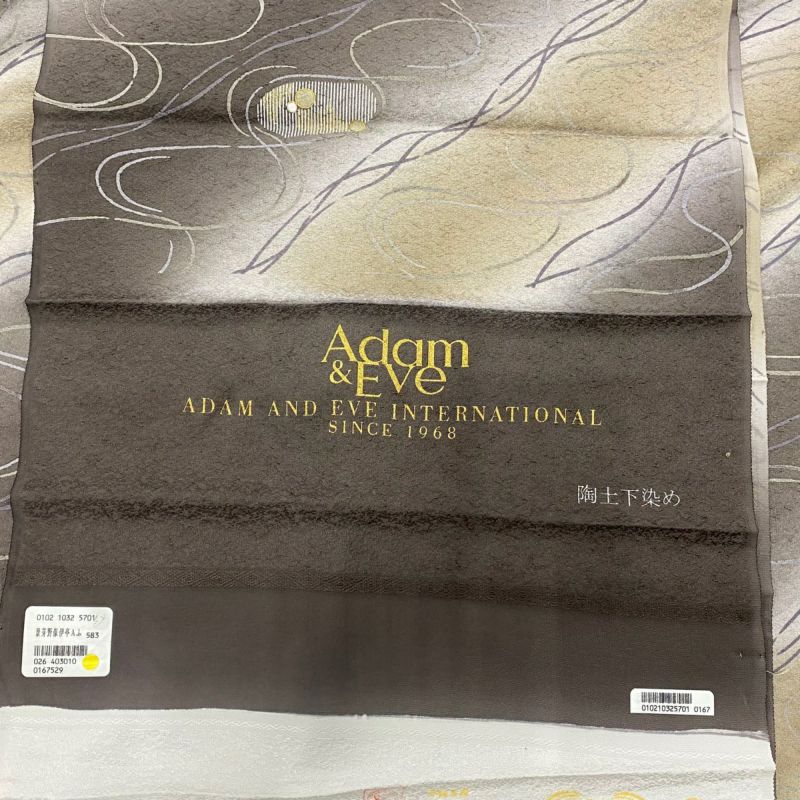 Adam
& Eve
ADAM AND EVE INTERNATIONAL
SINCE 1968
陶土下染め
0102 1032 5701
583
026 403010
0167529
010210325701 0167